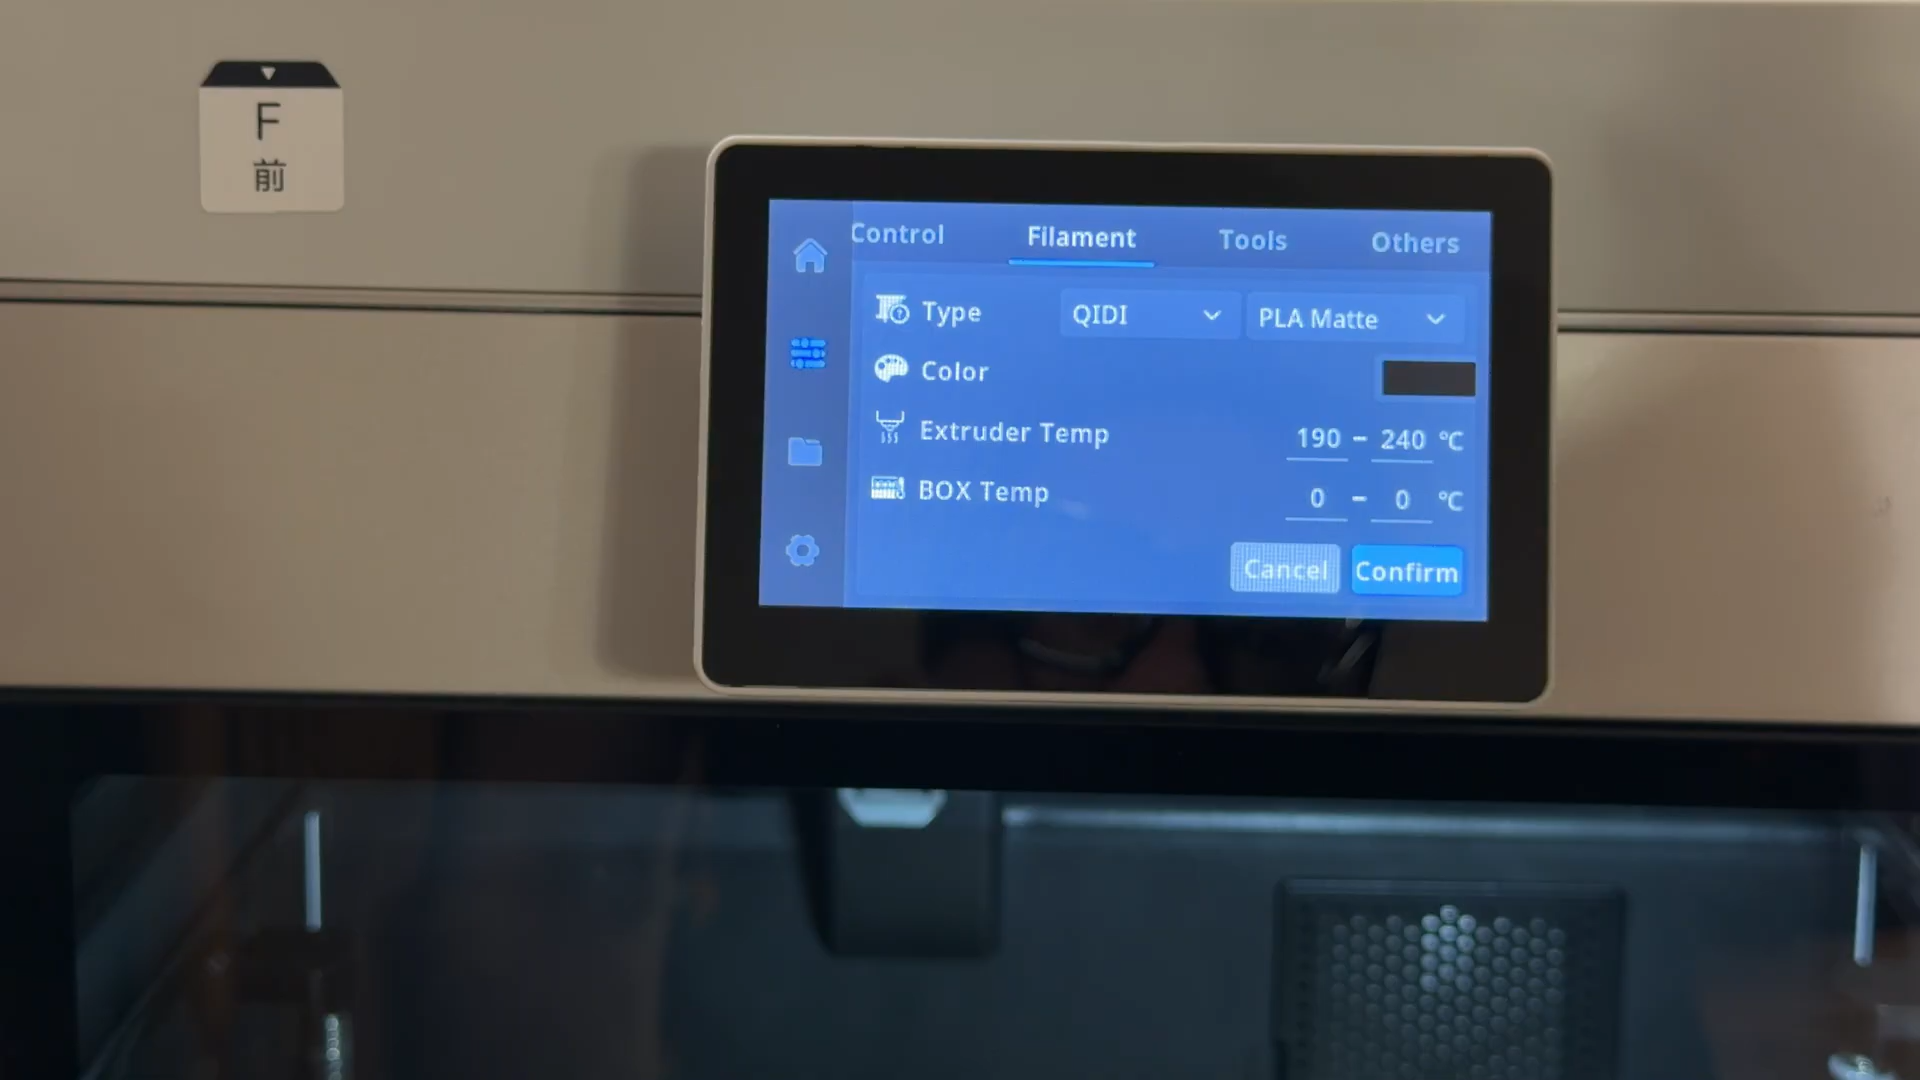 F
前
Control Filament Tools Others
Type QIDI PLA Matte
Color
Extruder Temp 190 - 240 °C
BOX Temp 0 - 0 °C
Cancel Confirm